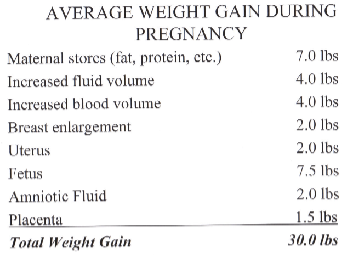 AVERAGE WEIGHT GAIN DURING
PREGNANCY
Maternal stores (fat, protein, etc.) 7.0 lbs
Increased fluid volume 4.0 lbs
Increased blood volume 4.0 lbs
Breast enlargement 2.0 lbs
Uterus 2.0 lbs
Fetus 7.5 lbs
Amniotic Fluid 2.0 lbs
Placenta 1.5 lbs
Total Weight Gain 30.0 lbs